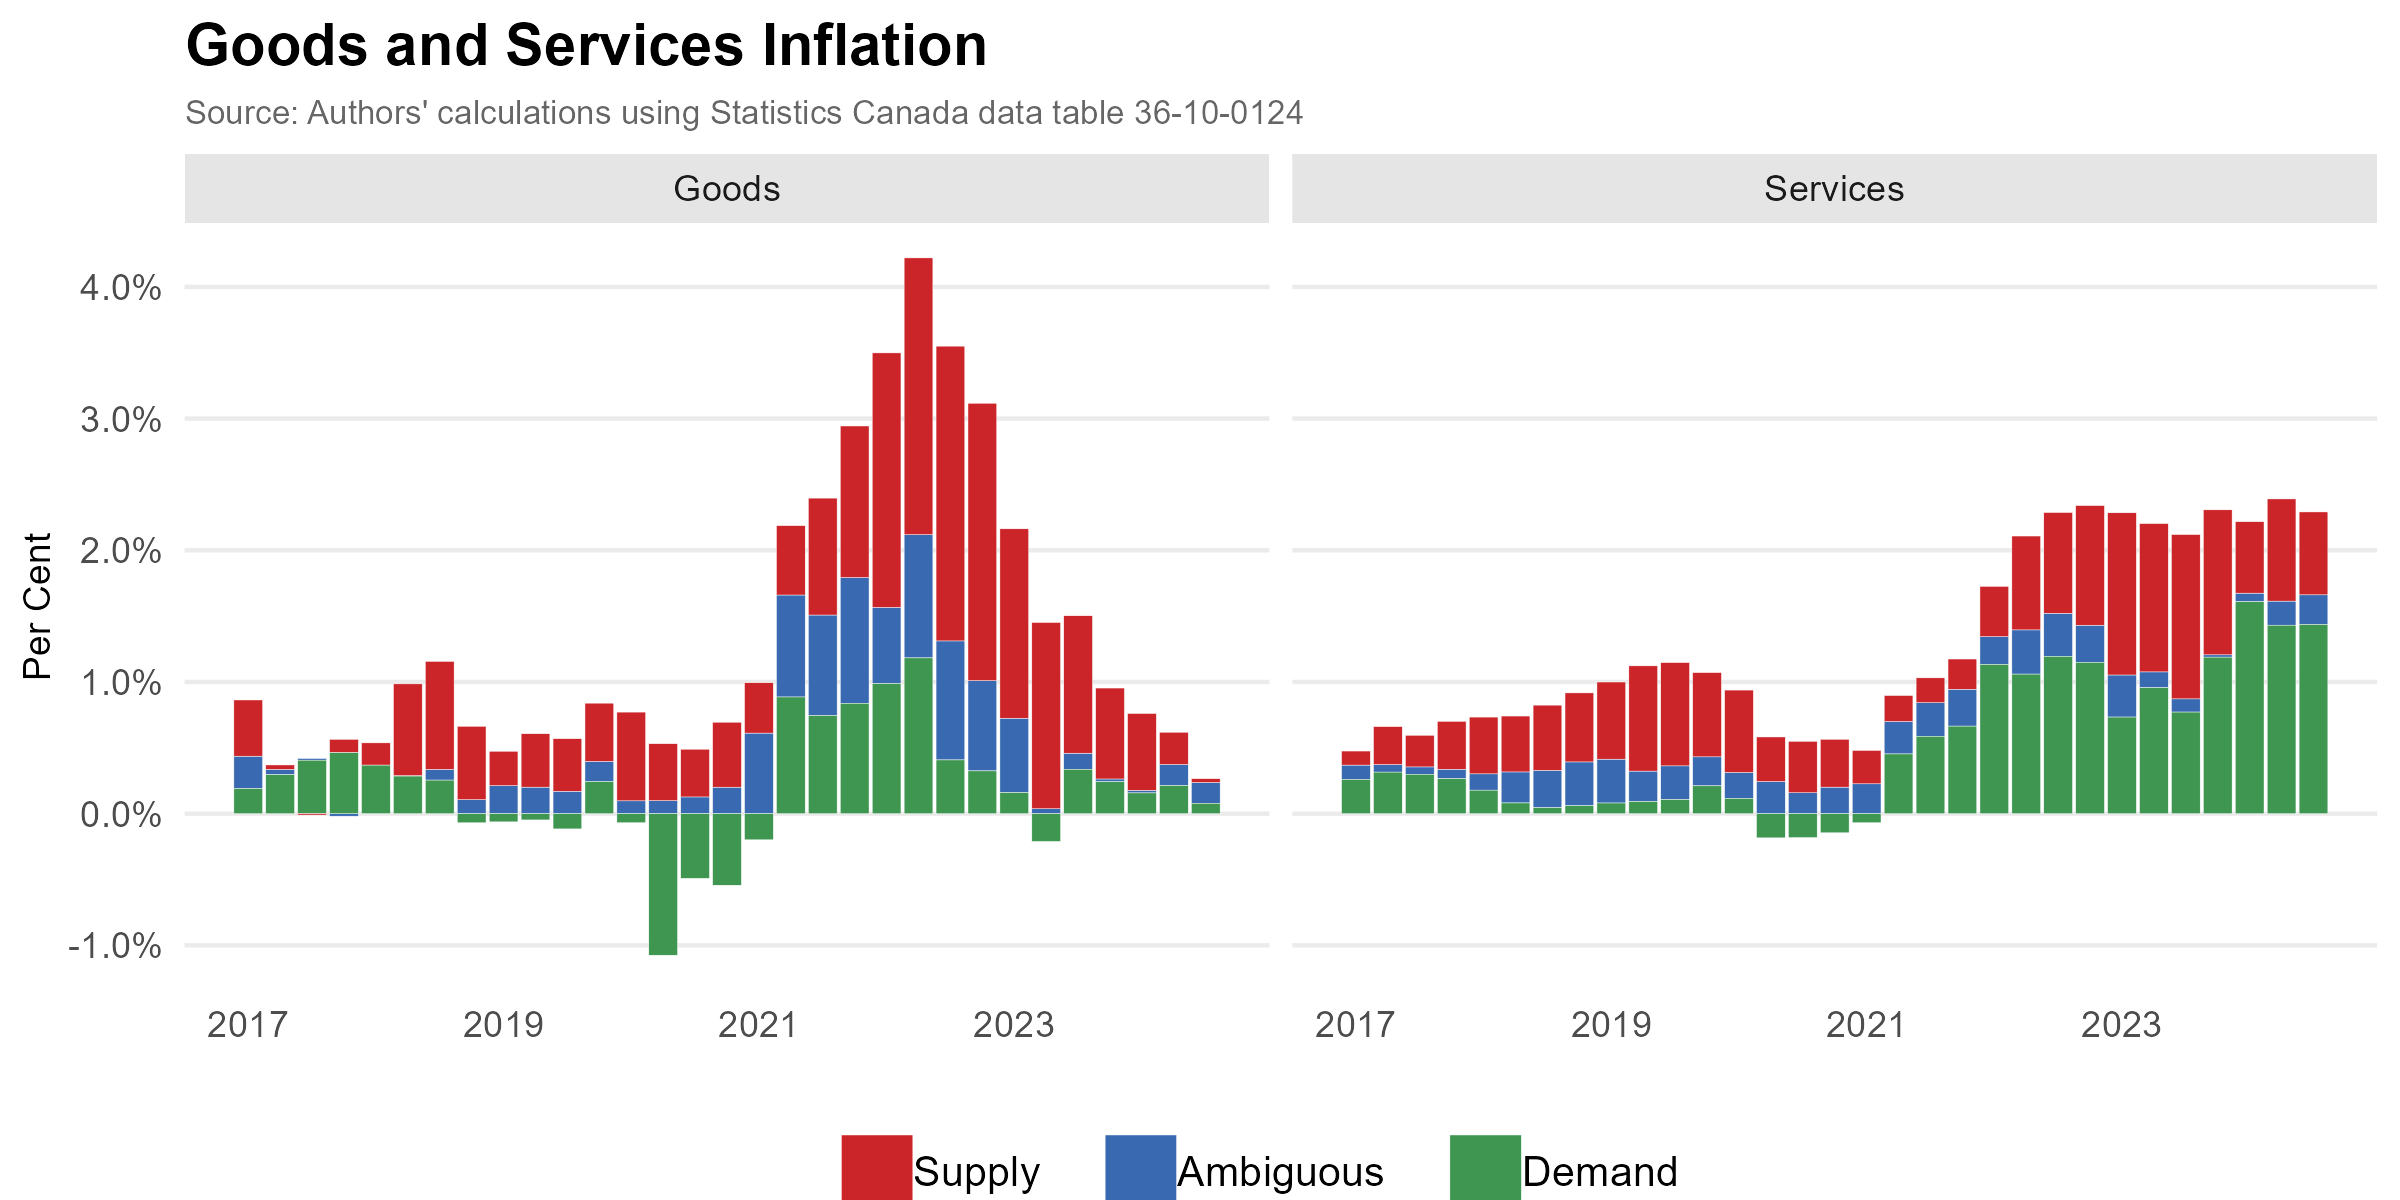 Goods and Services Inflation
Source: Authors' calculations using Statistics Canada data table 36-10-0124
Goods
Services
Per Cent
4.0%
3.0%
2.0%
1.0%
0.0%
-1.0%
2017 2019 2021 2023
2017 2019 2021 2023
Supply Ambiguous Demand